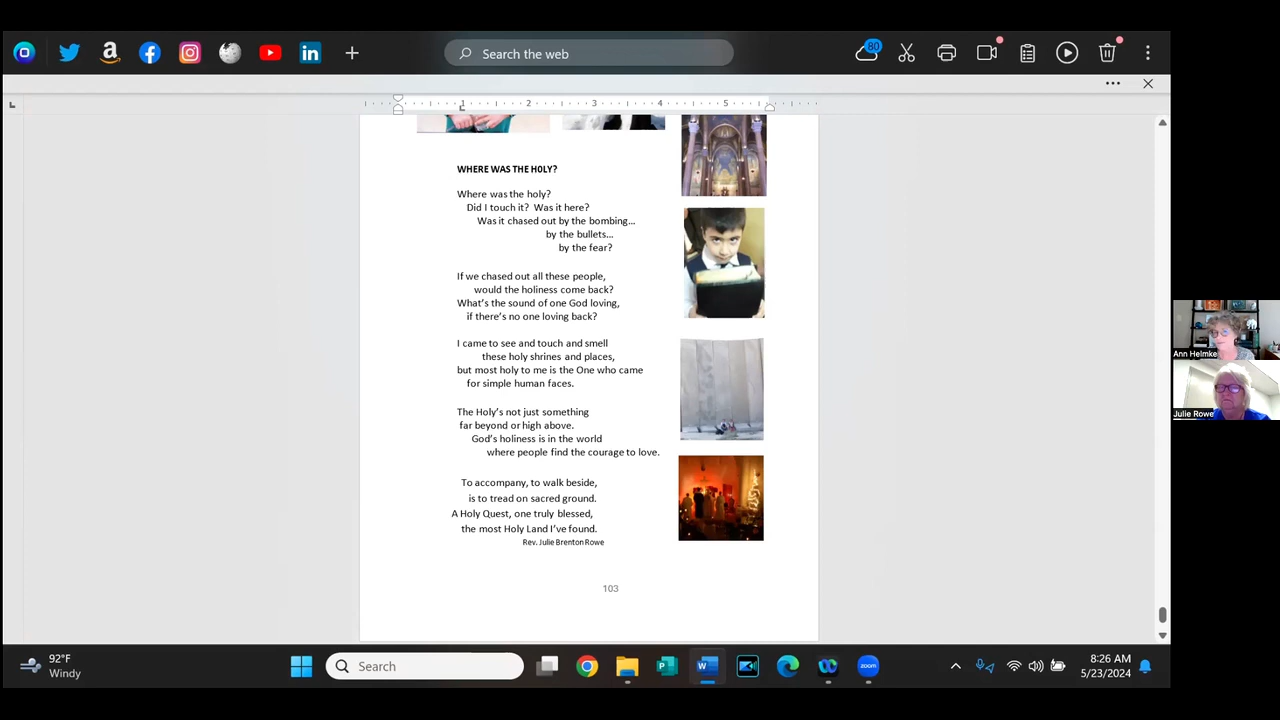 Search the web
80
1 2 3 4 5
WHERE WAS THE HOLY?
Where was the holy?
Did I touch it? Was it here?
Was it chased out by the bombing…
by the bullets…
by the fear?
If we chased out all these people,
would the holiness come back?
What's the sound of one God loving,
if there's no one loving back?
I came to see and touch and smell
these holy shrines and places,
but most holy to me is the One who came
for simple human faces.
The Holy's not just something
far beyond or high above.
God's holiness is in the world
where people find the courage to love.
To accompany, to walk beside,
is to tread on sacred ground.
A Holy Quest, one truly blessed,
the most Holy Land I've found.
Rev. Julie Brenton Rowe
103
Ann Helmke
Julie Rowe
92°F
Windy
Search
zoom
8:26 AM
5/23/2024